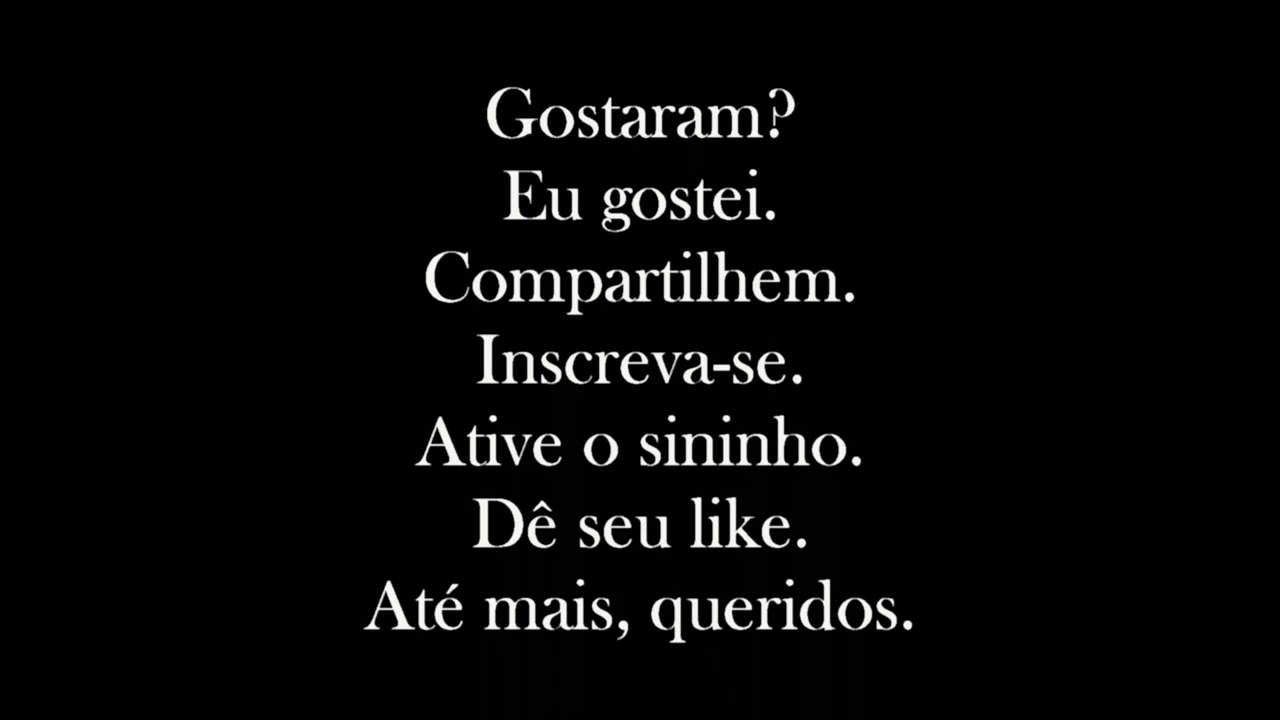 Gostaram?
Eu gostei.
Compartilhem.
Inscreva-se.
Ative o sininho.
Dê seu like.
Até mais, queridos.